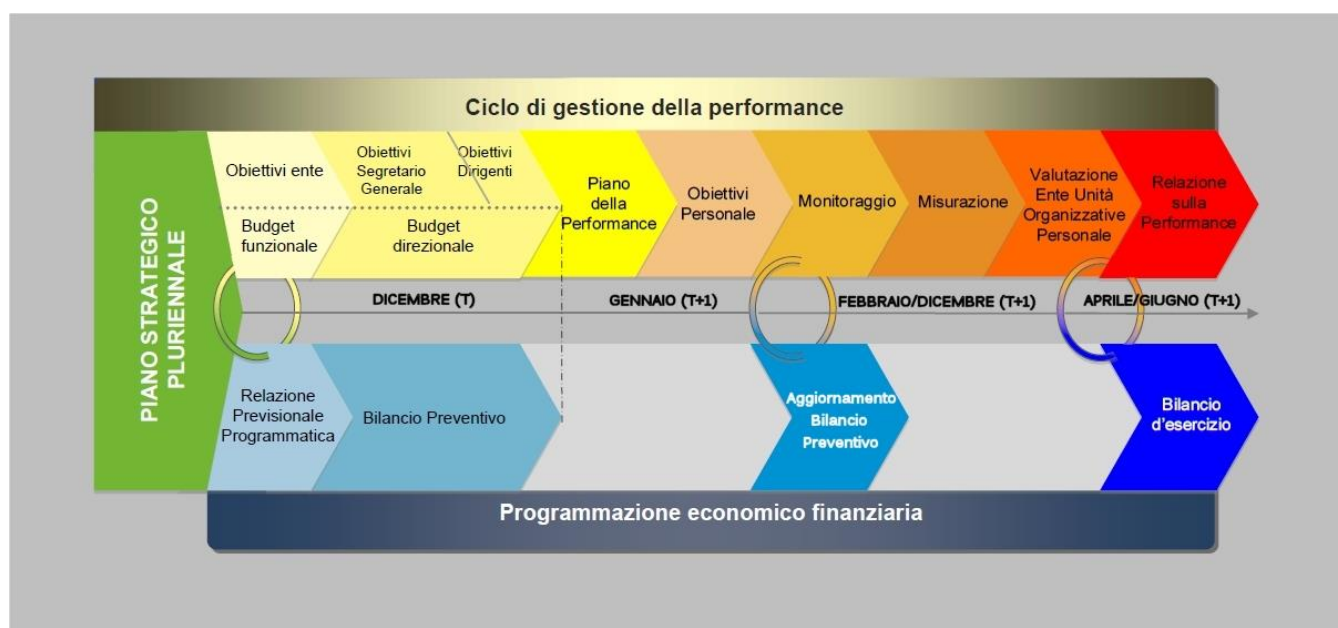 Ciclo di gestione della performance
PIANO STRATEGICO
PLURIENNALE
Obiettivi ente
Obiettivi
Segretario
Generale
Obiettivi
Dirigenti
Budget
funzionale
Budget
direzionale
Piano
della
Performance
Obiettivi
Personale
Monitoraggio
Misurazione
Valutazione
Ente Unità
Organizzative
Personale
Relazione
sulla
Performance
DICEMBRE (T)
GENNAIO (T+1)
FEBBRAIO/DICEMBRE (T+1)
APRILE/GIUGNO (T+1)
Relazione
Previsionale
Programmatica
Bilancio Preventivo
Aggiornamento
Bilancio
Preventivo
Bilancio
d'esercizio
Programmazione economico finanziaria